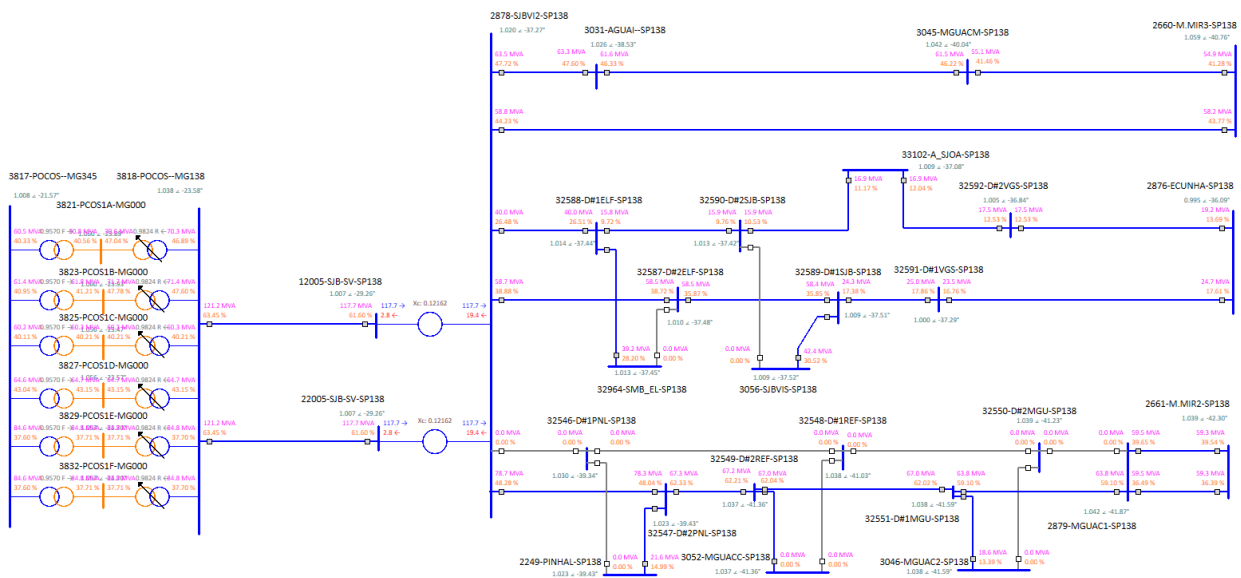 2878-SJBVI2-SP138
1.020 ∠ -37.27°
3031-AGUAI--SP138
1.026 ∠ -38.53°
3045-MGUACM-SP138
1.042 ∠ -40.04°
2660-M.MIR3-SP138
1.059 ∠ -40.76°
63.5 MVA
47.72 %
63.3 MVA
47.60 %
61.6 MVA
46.33 %
61.5 MVA
46.22 %
55.1 MVA
41.46 %
54.9 MVA
41.28 %
58.8 MVA
44.23 %
58.2 MVA
43.77 %
33102-A_SJOA-SP138
1.009 ∠ -37.08°
3817-POCOS--MG345
1.008 ∠ -21.57°
3818-POCOS--MG138
1.038 ∠ -23.58°
16.9 MVA
11.17 %
16.9 MVA
12.04 %
32592-D#2VGS-SP138
1.005 ∠ -36.84°
2876-ECUNHA-SP138
0.995 ∠ -36.09°
32588-D#1ELF-SP138
32590-D#2SJB-SP138
3821-PCOS1A-MG000
40.0 MVA
26.48 %
40.0 MVA
26.51 %
15.8 MVA
9.72 %
15.9 MVA
9.76 %
15.9 MVA
10.53 %
17.5 MVA
12.53 %
17.5 MVA
12.53 %
19.2 MVA
13.69 %
1.014 ∠ -37.44°
1.013 ∠ -37.42°
60.5 MVA
40.33 %
40.56 %
47.04 %
70.3 MVA
46.89 %
3823-PCOS1B-MG000
61.4 MVA
40.95 %
41.21 %
47.78 %
71.4 MVA
47.60 %
12005-SJB-SV-SP138
1.007 ∠ -29.26°
32587-D#2ELF-SP138
32589-D#1SJB-SP138
32591-D#1VGS-SP138
58.7 MVA
38.88 %
58.5 MVA
38.72 %
58.5 MVA
35.87 %
58.4 MVA
35.85 %
24.3 MVA
17.38 %
25.0 MVA
17.86 %
23.5 MVA
16.76 %
24.7 MVA
17.61 %
1.010 ∠ -37.48°
1.009 ∠ -37.51°
1.000 ∠ -37.29°
121.2 MVA
63.45 %
117.7 MVA
61.60 %
Xc: 0.12162
117.7 →
2.8 ←
117.7 →
19.4 ←
3825-PCOS1C-MG000
60.2 MVA
40.11 %
40.21 %
40.21 %
60.3 MVA
40.20 %
39.2 MVA
28.20 %
0.0 MVA
0.00 %
0.0 MVA
0.00 %
42.4 MVA
30.52 %
1.013 ∠ -37.45°
32964-SMB_EL-SP138
1.009 ∠ -37.52°
3056-SJBVIS-SP138
3827-PCOS1D-MG000
64.6 MVA
43.04 %
43.15 %
43.15 %
64.7 MVA
43.15 %
22005-SJB-SV-SP138
1.007 ∠ -29.26°
121.2 MVA
63.45 %
117.7 MVA
61.60 %
Xc: 0.12162
117.7 →
2.8 ←
117.7 →
19.4 ←
3829-PCOS1E-MG000
84.6 MVA
37.60 %
37.71 %
37.71 %
84.8 MVA
37.70 %
3832-PCOS1F-MG000
84.6 MVA
37.60 %
37.71 %
37.71 %
84.8 MVA
37.70 %
32546-D#1PNL-SP138
32548-D#1REF-SP138
32550-D#2MGU-SP138
1.039 ∠ -41.23°
2661-M.MIR2-SP138
1.039 ∠ -42.30°
0.0 MVA
0.00 %
0.0 MVA
0.00 %
0.0 MVA
0.00 %
0.0 MVA
0.00 %
0.0 MVA
0.00 %
0.0 MVA
0.00 %
0.0 MVA
0.00 %
0.0 MVA
0.00 %
59.5 MVA
39.65 %
59.3 MVA
39.54 %
32549-D#2REF-SP138
1.030 ∠ -39.34°
1.038 ∠ -41.03°
78.7 MVA
48.28 %
78.3 MVA
48.04 %
67.3 MVA
62.33 %
67.2 MVA
62.21 %
67.0 MVA
62.04 %
67.0 MVA
62.02 %
63.8 MVA
59.10 %
63.8 MVA
59.10 %
59.5 MVA
36.49 %
59.3 MVA
36.39 %
1.023 ∠ -39.43°
32547-D#2PNL-SP138
1.037 ∠ -41.36°
1.038 ∠ -41.59°
32551-D#1MGU-SP138
1.042 ∠ -41.87°
2879-MGUAC1-SP138
2249-PINHAL-SP138
1.023 ∠ -39.43°
0.0 MVA
0.00 %
21.6 MVA
14.99 %
3052-MGUACC-SP138
1.037 ∠ -41.36°
0.0 MVA
0.00 %
0.0 MVA
0.00 %
3046-MGUAC2-SP138
1.038 ∠ -41.59°
18.6 MVA
13.39 %
0.0 MVA
0.00 %